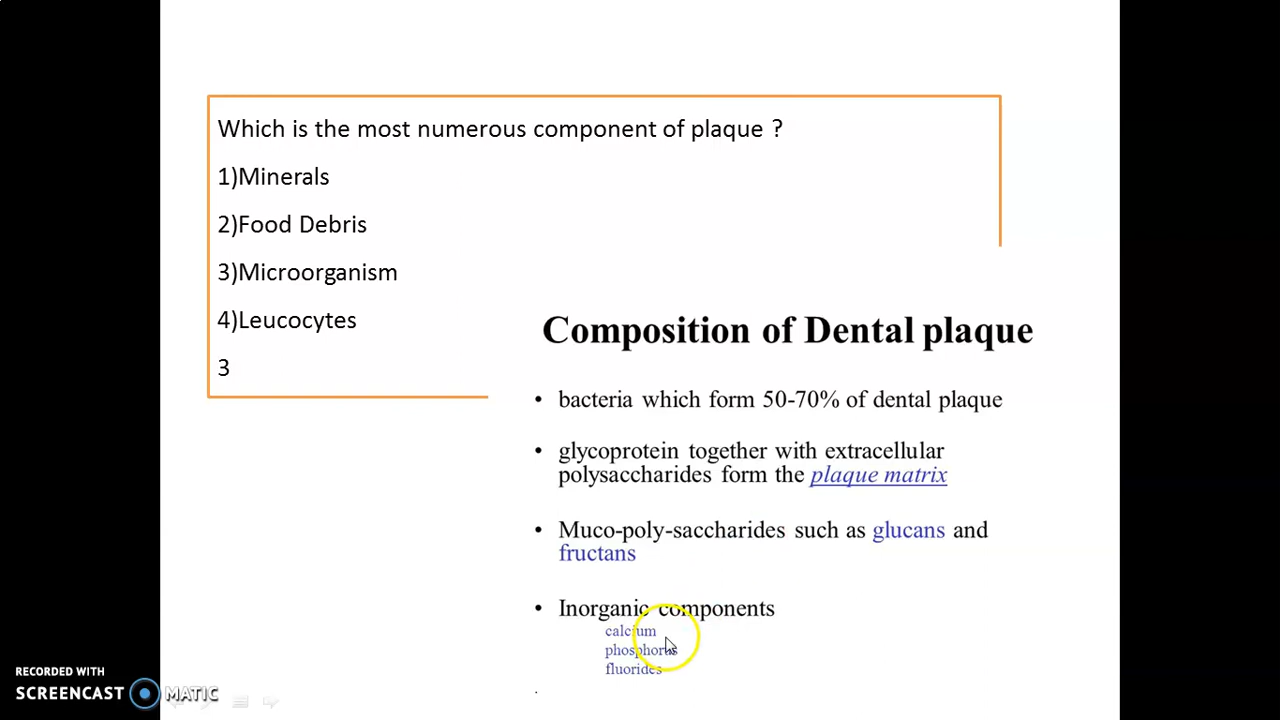 Which is the most numerous component of plaque ?
1)Minerals
2)Food Debris
3)Microorganism
4)Leucocytes
3
Composition of Dental plaque
• bacteria which form 50-70% of dental plaque
• glycoprotein together with extracellular
polysaccharides form the plaque matrix
• Muco-poly-saccharides such as glucans and
fructans
• Inorganic components
calcium
phosphorus
fluorides
.
RECORDED WITH
SCREENCAST MATIC